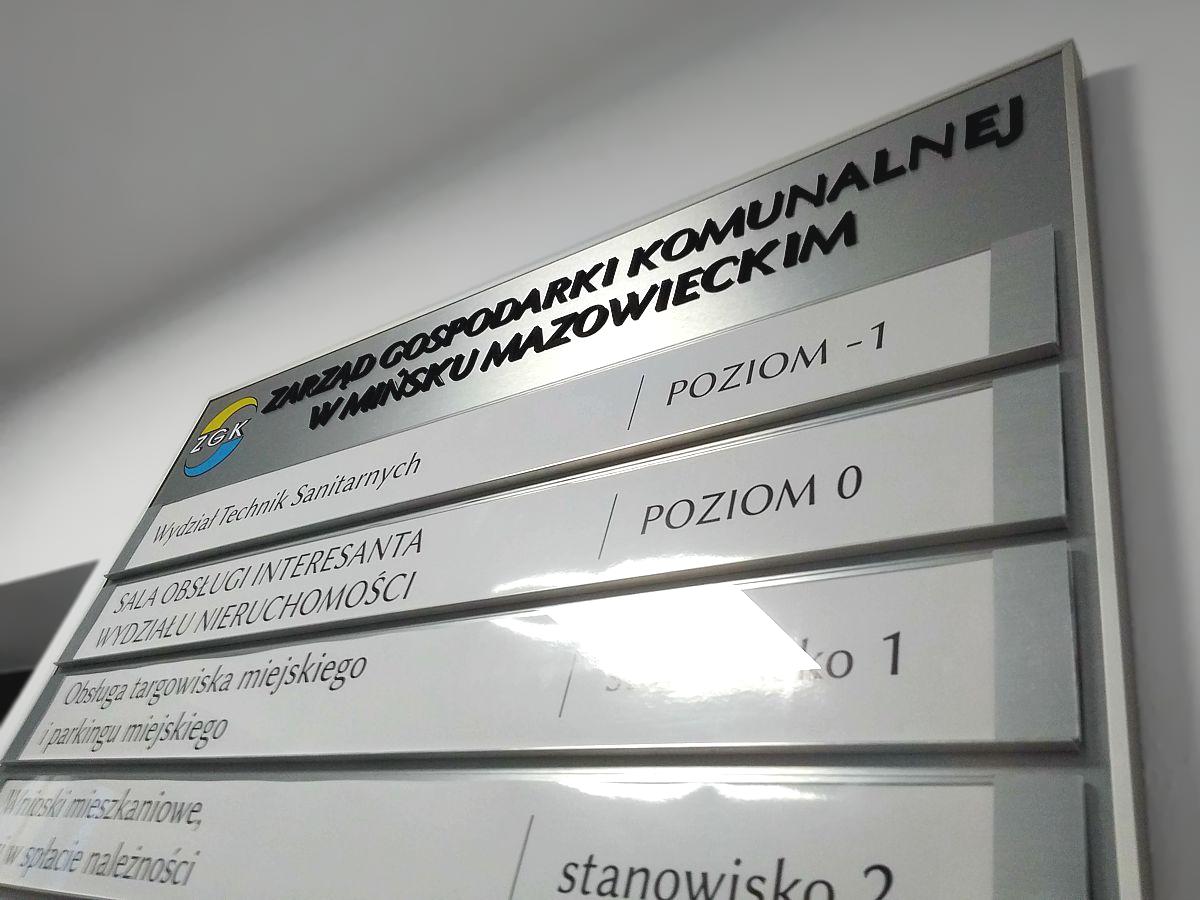 ZARZĄD GOSPODARKI KOMUNALNEJ
W MIŃSKU MAZOWIECKIM
ZGK
Wydział Technik Sanitarnych / POZIOM -1
SALA OBSŁUGI INTERESANTA
WYDZIAŁU NIERUCHOMOŚCI / POZIOM 0
Obsługa targowiska miejskiego
i parkingu miejskiego / 1
Wnioski mieszkaniowe,
w spłacie należności / stanowisko 2